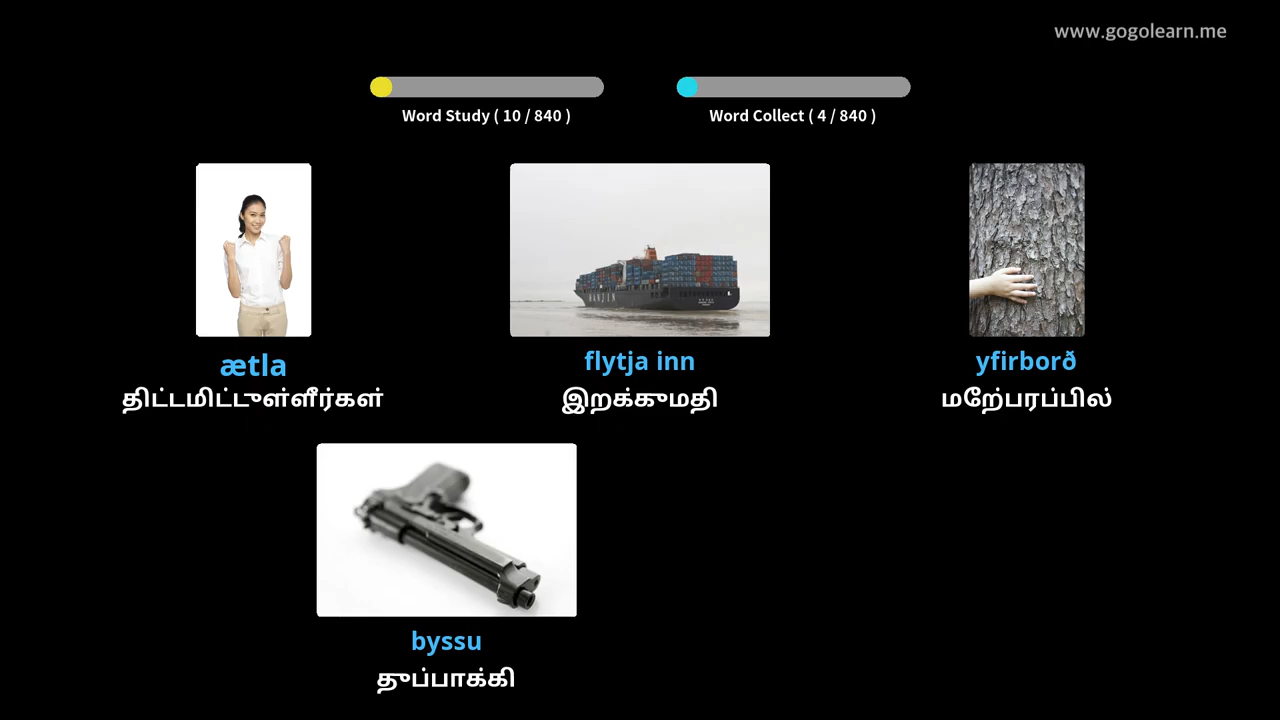 www.gogolearn.me
Word Study ( 10 / 840 )
Word Collect ( 4 / 840 )
ætla
திட்டமிட்டுள்ளீர்கள்
flytja inn
இறக்குமதி
yfirborð
மேற்பரப்பில்
HANJIN
byssu
துப்பாக்கி